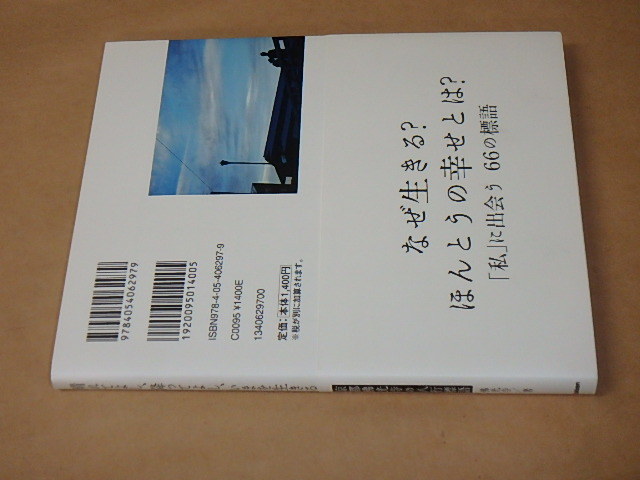 なぜ生きる?
ほんとうの幸せとは?
「私」に出会う 66の標語
9784054062979
1920095014005
ISBN978-4-05-406297-9
C0095 ¥1400E
1340629700
定価:本体1,400円
※税が別に加算されます。